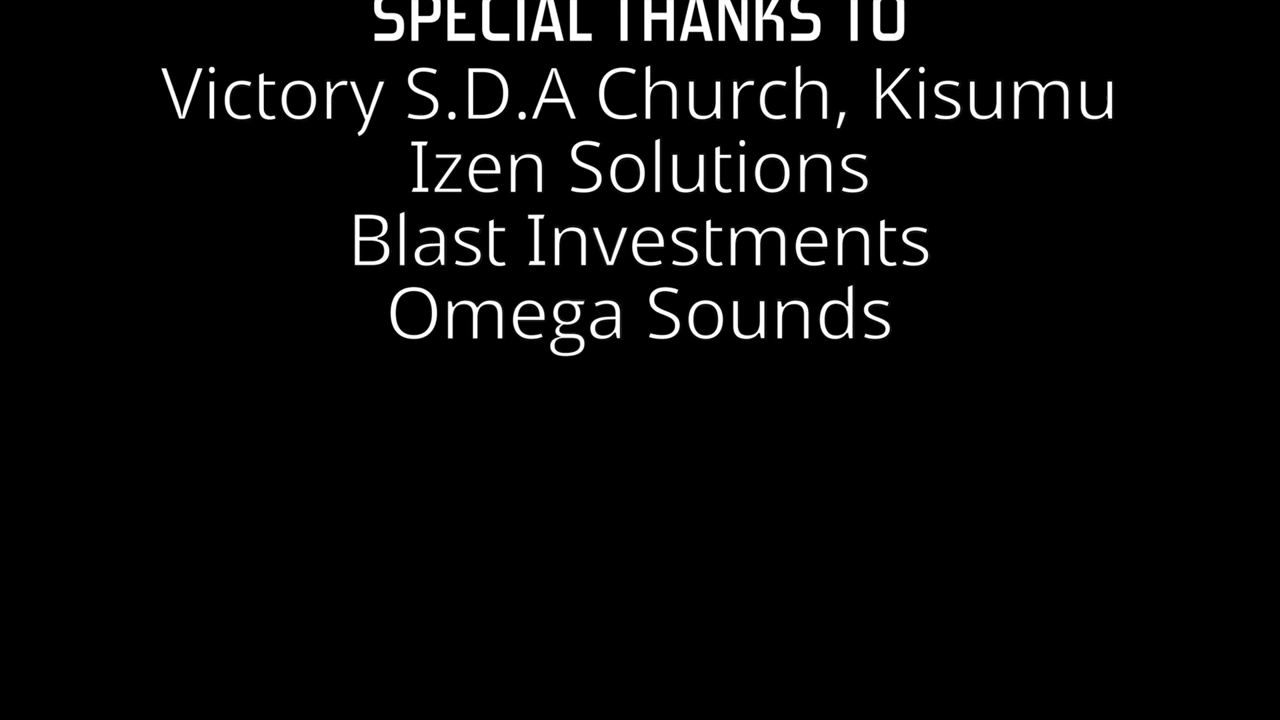 SPECIAL THANKS TO
Victory S.D.A Church, Kisumu
Izen Solutions
Blast Investments
Omega Sounds